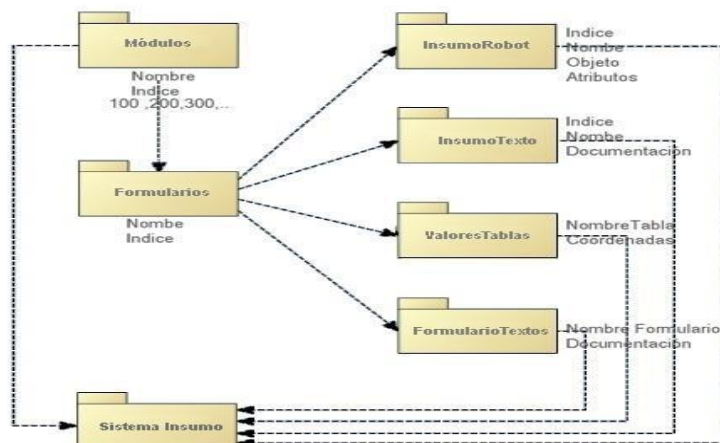 Módulos
Nombre
Indice
100 ,200,300,..
Formularios
Nombe
Indice
InsumoRobot
Indice
Nombre
Objeto
Atributos
InsumoTexto
Indice
Nombre
Documentación
ValoresTablas
NombreTabla
Coordenadas
FormularioTextos
Nombre Formulario
Documentación
Sistema Insumo